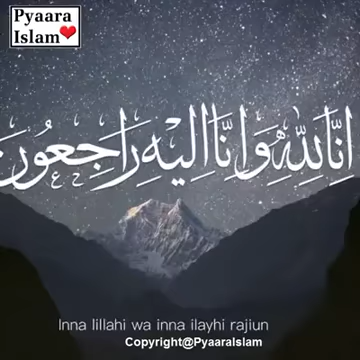 Pyaara
Islam
إِنَّا لِلَّهِ وَإِنَّا إِلَيْهِ رَاجِعُونَ
Inna lillahi wa inna ilayhi rajiun
Copyright@PyaaraIslam